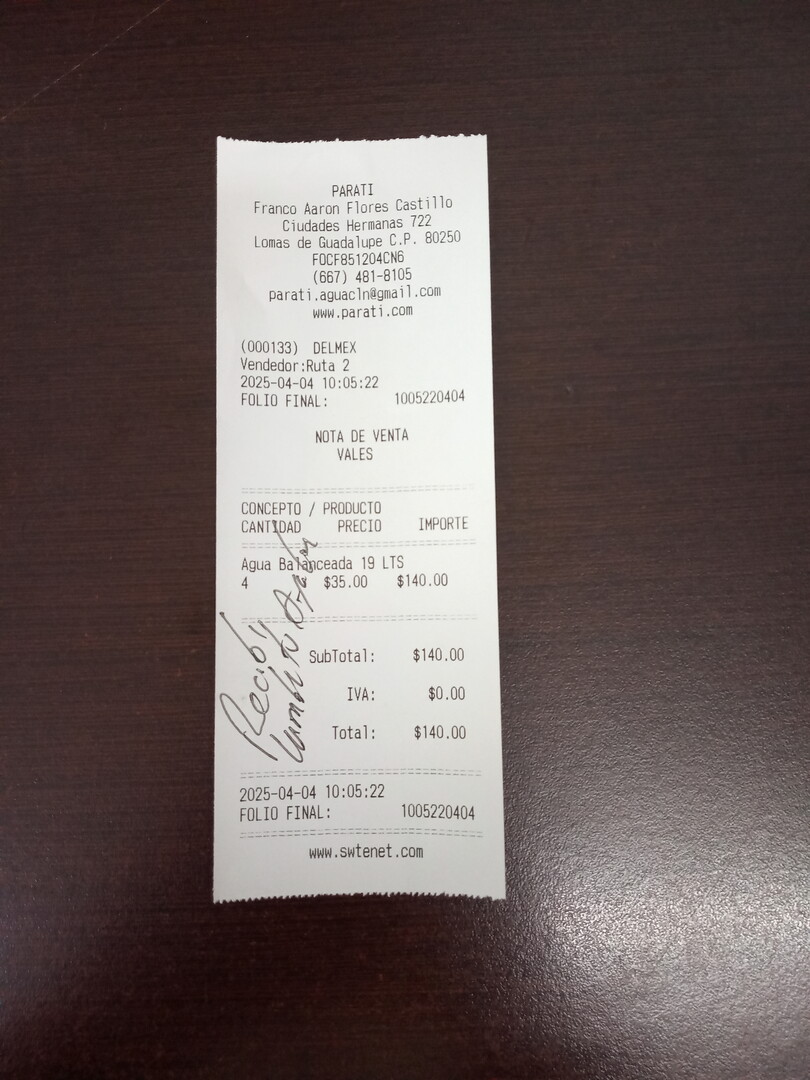 PARATI
Franco Aaron Flores Castillo
Ciudades Hermanas 722
Lomas de Guadalupe C.P. 80250
FOCF851204CN6
(667) 481-8105
parati.aguacln@gmail.com
www.parati.com
(000133) DELMEX
Vendedor:Ruta 2
2025-04-04 10:05:22
FOLIO FINAL: 1005220404
NOTA DE VENTA
VALES
CONCEPTO / PRODUCTO
CANTIDAD PRECIO IMPORTE
Agua Balanceada 19 LTS
4 $35.00 $140.00
SubTotal: $140.00
IVA: $0.00
Total: $140.00
Recibí
2025-04-04 10:05:22
FOLIO FINAL: 1005220404
www.swtenet.com